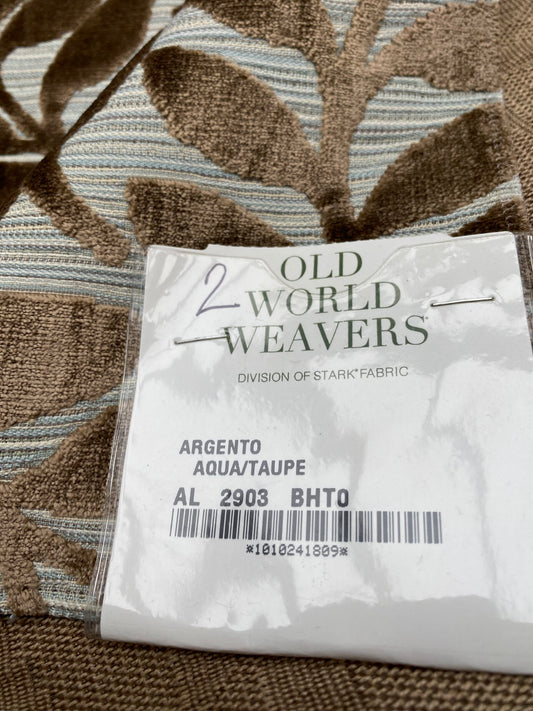 2
OLD
WORLD
WEAVERS
DIVISION OF STARK® FABRIC
ARGENTO
AQUA/TAUPE
AL 2903 BHTO
*1010241809*